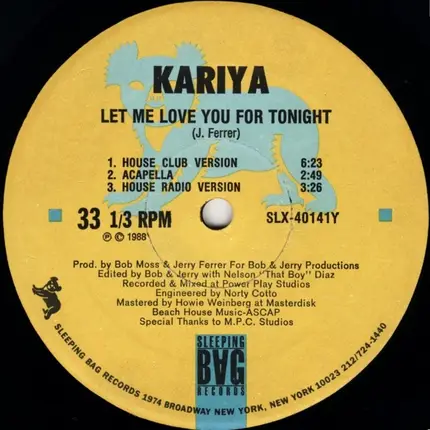 KARIYA
LET ME LOVE YOU FOR TONIGHT
(J. Ferrer)
1. HOUSE CLUB VERSION 6:23
2. ACAPELLA 2:49
3. HOUSE RADIO VERSION 3:26
33 1/3 RPM SLX-40141Y
℗ © 1988
Prod. by Bob Moss & Jerry Ferrer For Bob & Jerry Productions
Edited by Bob & Jerry with Nelson "That Boy" Diaz
Recorded & Mixed at Power Play Studios
Engineered by Norty Cotto
Mastered by Howie Weinberg at Masterdisk
Beach House Music-ASCAP
Special Thanks to M.P.C. Studios
SLEEPING
BAG
RECORDS
SLEEPING BAG RECORDS 1974 BROADWAY NEW YORK, NEW YORK 10023 212/724-1440